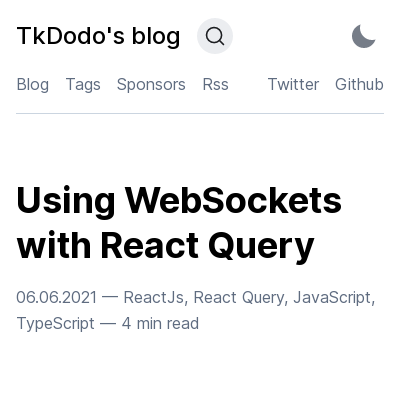 TkDodo's blog
Blog Tags Sponsors Rss Twitter Github
Using WebSockets
with React Query
06.06.2021 — ReactJs, React Query, JavaScript,
TypeScript — 4 min read